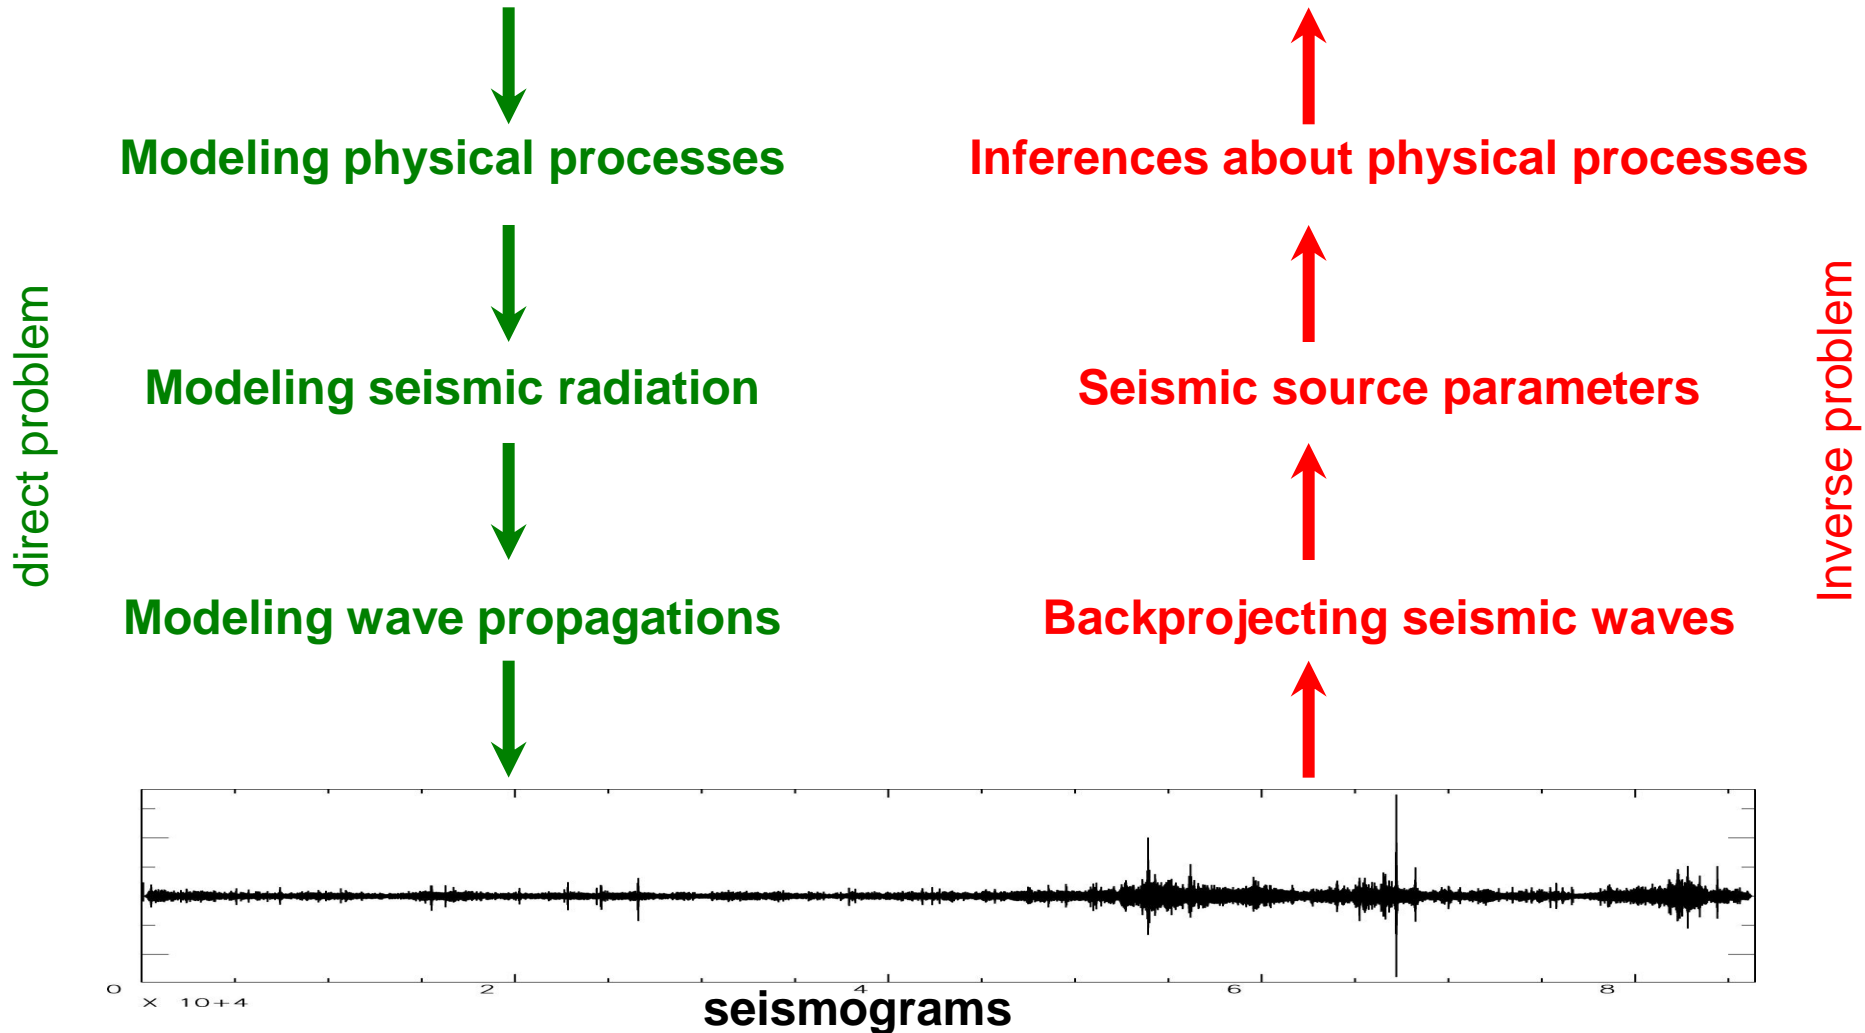 Modeling physical processes
Inferences about physical processes
direct problem
Inverse problem
Modeling seismic radiation
Seismic source parameters
Modeling wave propagations
Backprojecting seismic waves
0 2 4 6 8
X 10+4
seismograms